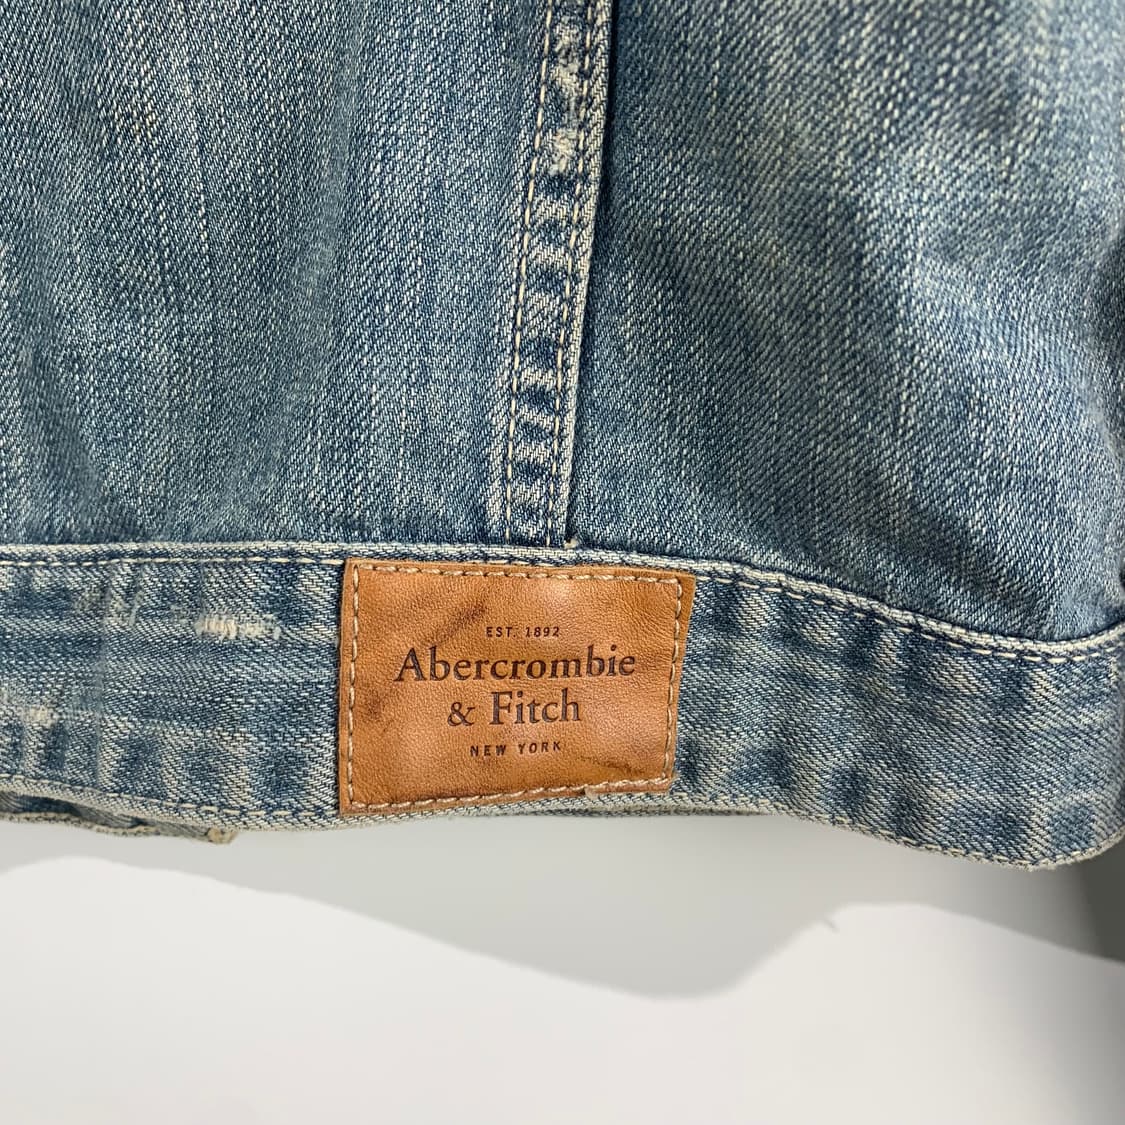 EST. 1892
Abercrombie
& Fitch
NEW YORK